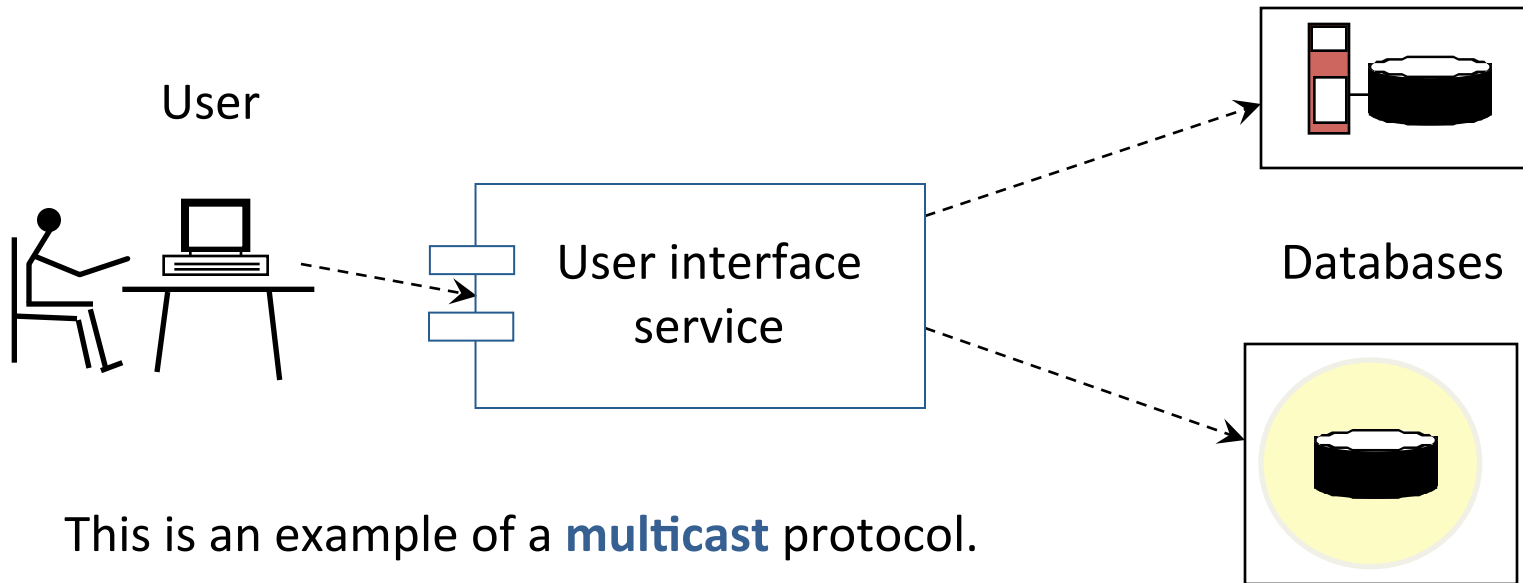 User
User interface
service
Databases
This is an example of a multicast protocol.